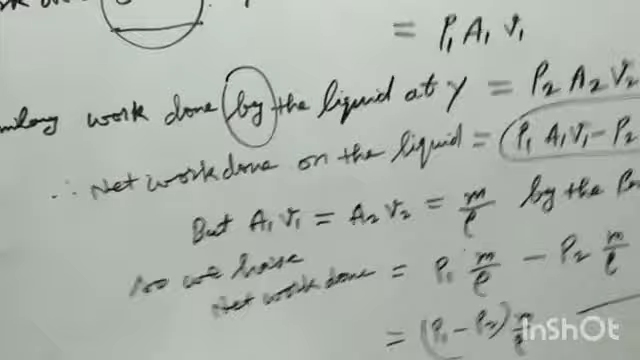 = P₁ A₁ V₁
work done by the liquid at Y = P₂ A₂ V₂
∴ Net work done on the liquid = (P₁ A₁ V₁ - P₂
But A₁ V₁ = A₂ V₂ = m/ρ by the
so we have
Net work done = P₁ m/ρ - P₂ m/ρ
= (P₁ - P₂) m/ρ
InShOt